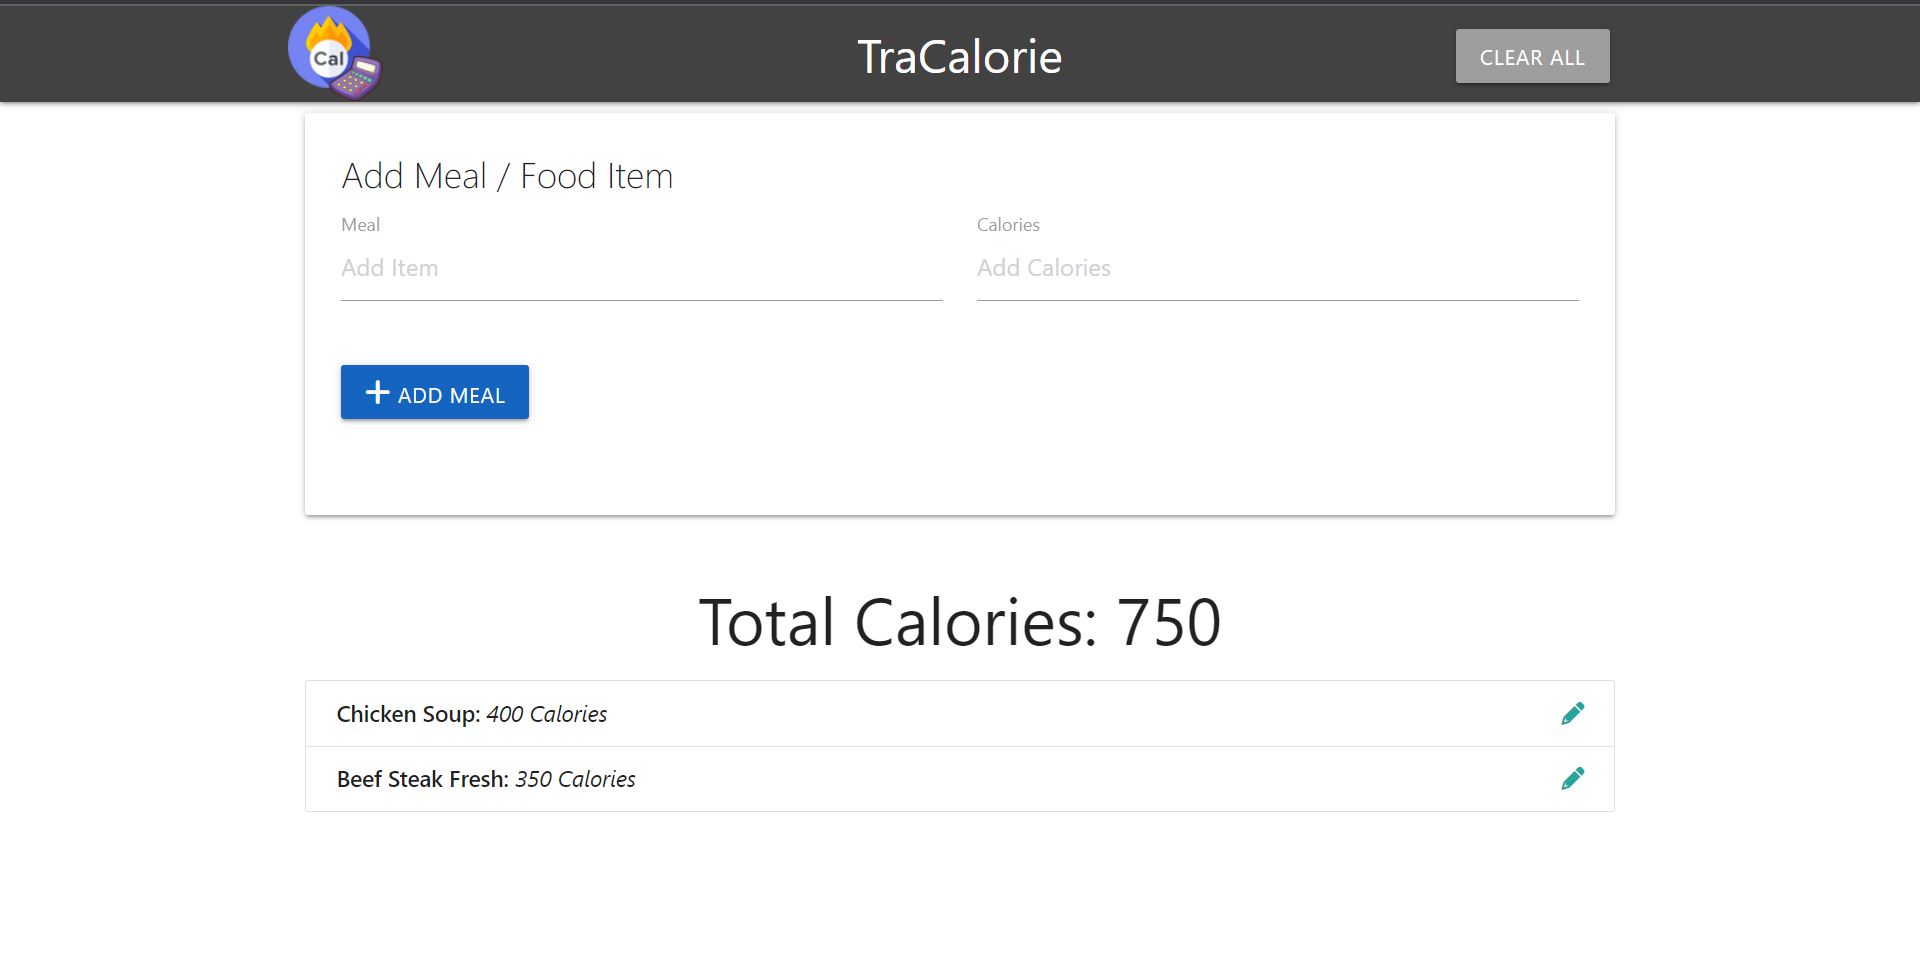 Cal
TraCalorie
CLEAR ALL
Add Meal / Food Item
Meal
Calories
Add Item
Add Calories
ADD MEAL
Total Calories: 750
Chicken Soup: 400 Calories
Beef Steak Fresh: 350 Calories